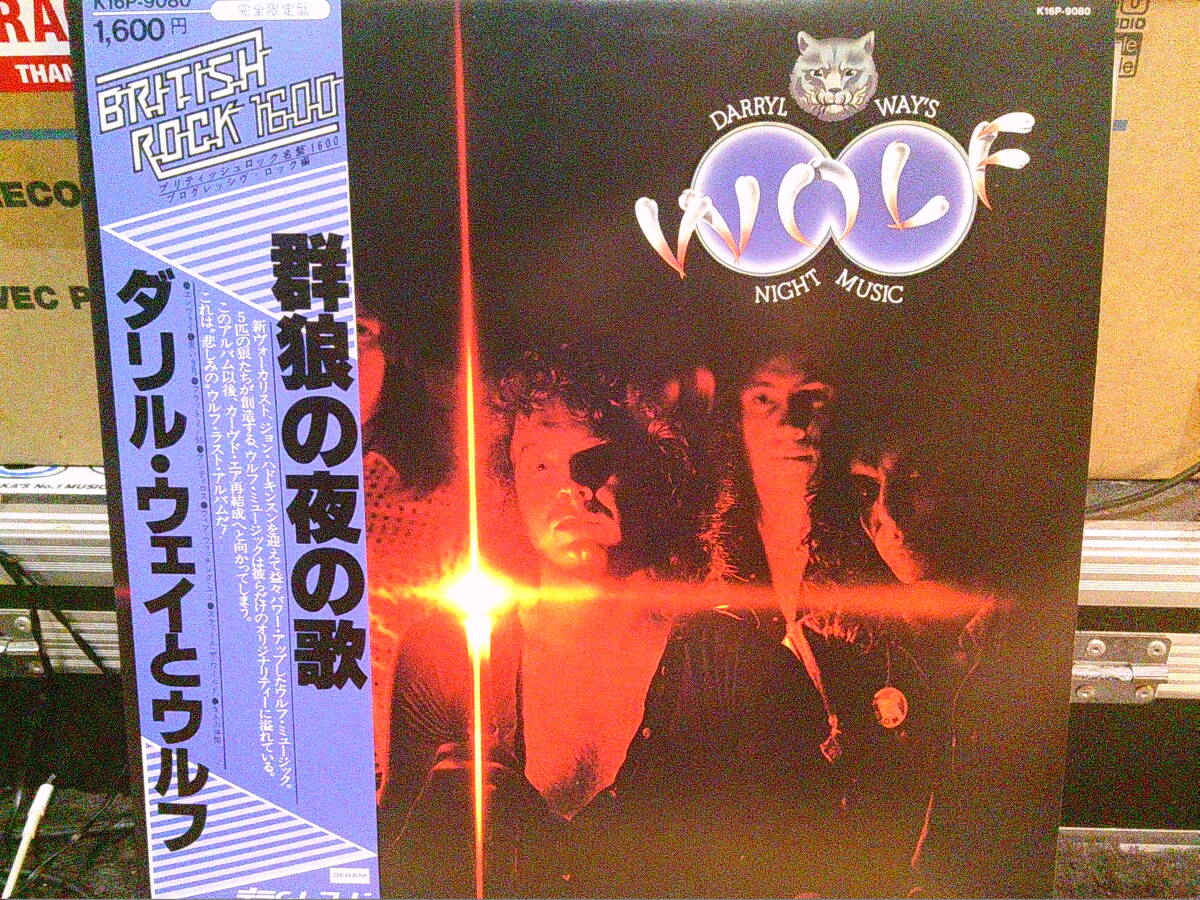 K16P-9080
完全限定盤
1,600円
BRITISH
ROCK 1600
ブリティッシュロック名盤1600
プログレッシヴ・ロック編
群狼の夜の歌
新ヴォーカリスト、ジョン・ハドキンスンを迎えて益々パワー・アップしたウルフ・ミュージック。
5匹の狼たちが創造する、ウルフ・ミュージックは彼らだけのオリジナリティーに溢れている。
このアルバム以後、カーヴド・エア再結成へと向かってしまう。
これは“悲しみの”ウルフ・ラスト・アルバムだ!
ダリル・ウェイとウルフ
DERAM
K16P-9080
DARRYL WAY'S
WOLF
NIGHT MUSIC
RA
THAN
RECO
VEC P
KA'S No.1 MUSIC